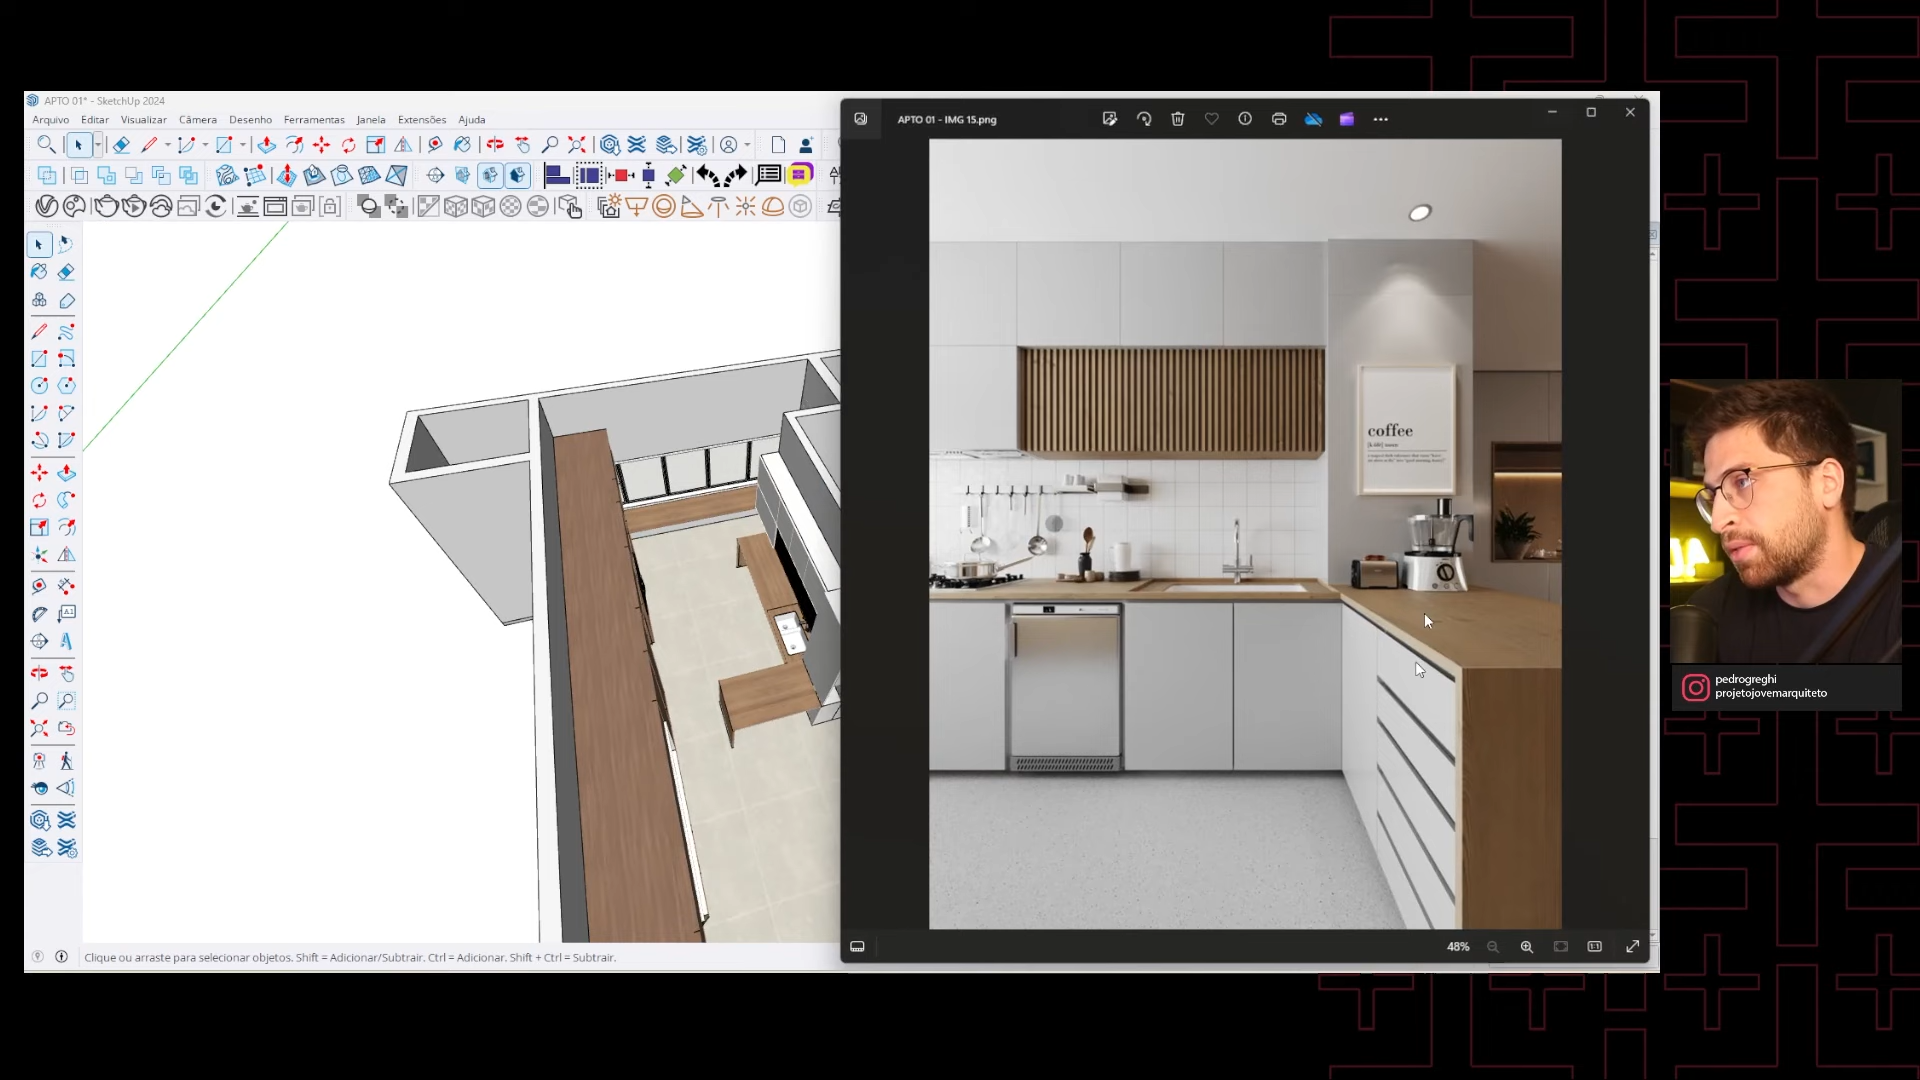 APTO 01* - SketchUp 2024
Arquivo Editar Visualizar Câmera Desenho Ferramentas Janela Extensões Ajuda
APTO 01 - IMG 15.png
coffee
48%
Clique ou arraste para selecionar objetos. Shift = Adicionar/Subtrair. Ctrl = Adicionar. Shift + Ctrl = Subtrair.
pedrogreghi
projetojovemarquiteto